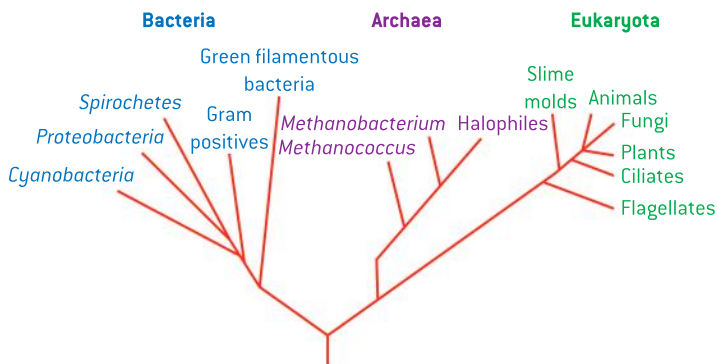 Bacteria
Archaea
Eukaryota
Green filamentous
bacteria
Spirochetes
Gram
positives
Proteobacteria
Cyanobacteria
Methanobacterium
Methanococcus
Halophiles
Slime
molds
Animals
Fungi
Plants
Ciliates
Flagellates